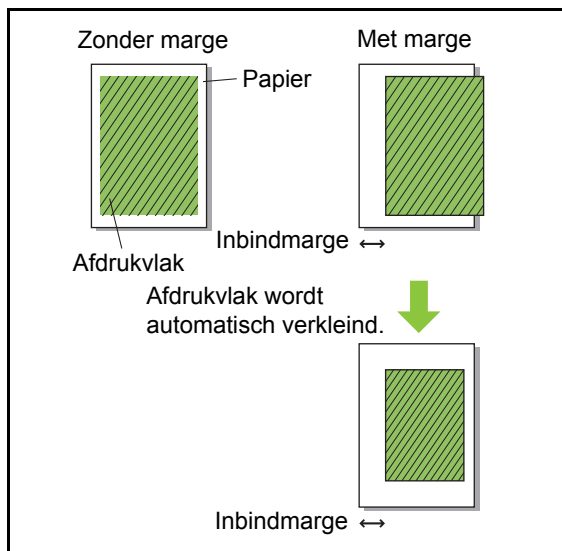 Zonder marge
Met marge
Papier
Afdrukvlak
Inbindmarge
Afdrukvlak wordt
automatisch verkleind.
Inbindmarge